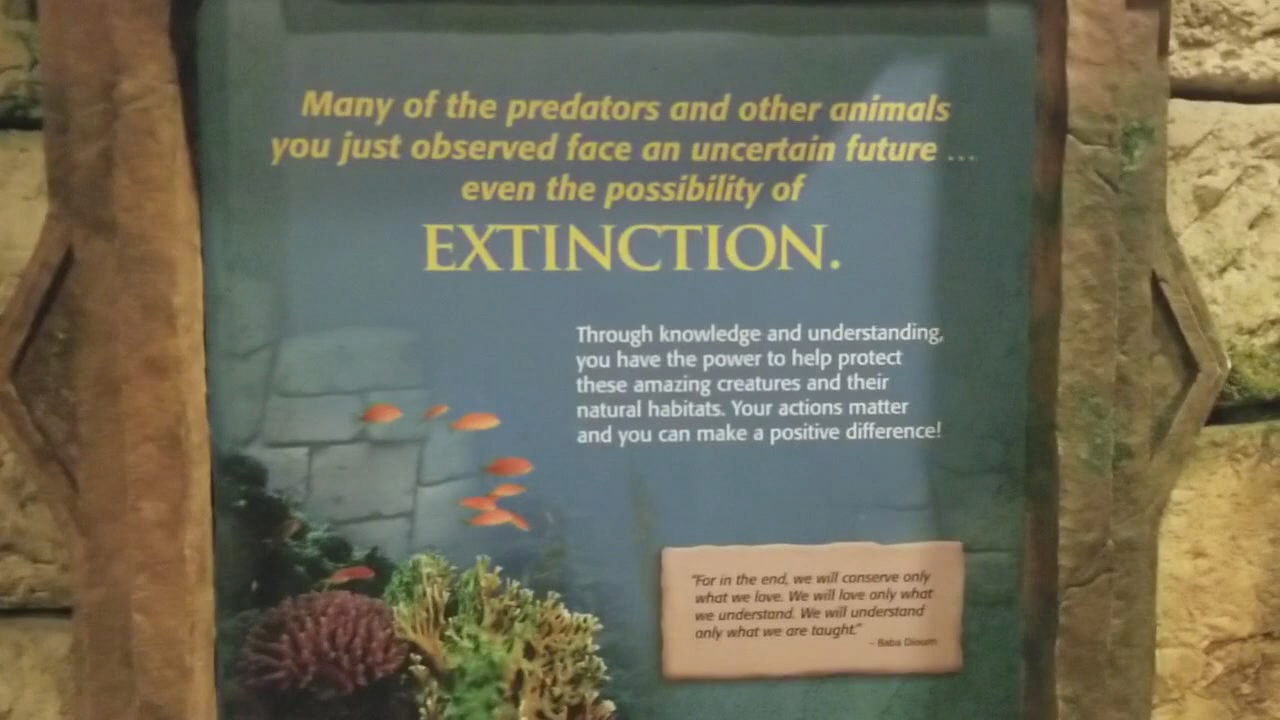 Many of the predators and other animals
you just observed face an uncertain future ...
even the possibility of
EXTINCTION.
Through knowledge and understanding,
you have the power to help protect
these amazing creatures and their
natural habitats. Your actions matter
and you can make a positive difference!
"For in the end, we will conserve only
what we love. We will love only what
we understand. We will understand
only what we are taught."
– Baba Dioum